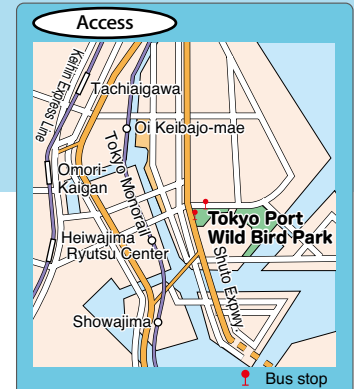 Access
Keihin Express Line
Tachiaigawa
Oi Keibajo-mae
Tokyo Monorail
Omori-
Kaigan
Tokyo Port
Wild Bird Park
Heiwajima
Ryutsu Center
Shuto Expwy.
Showajima
Bus stop